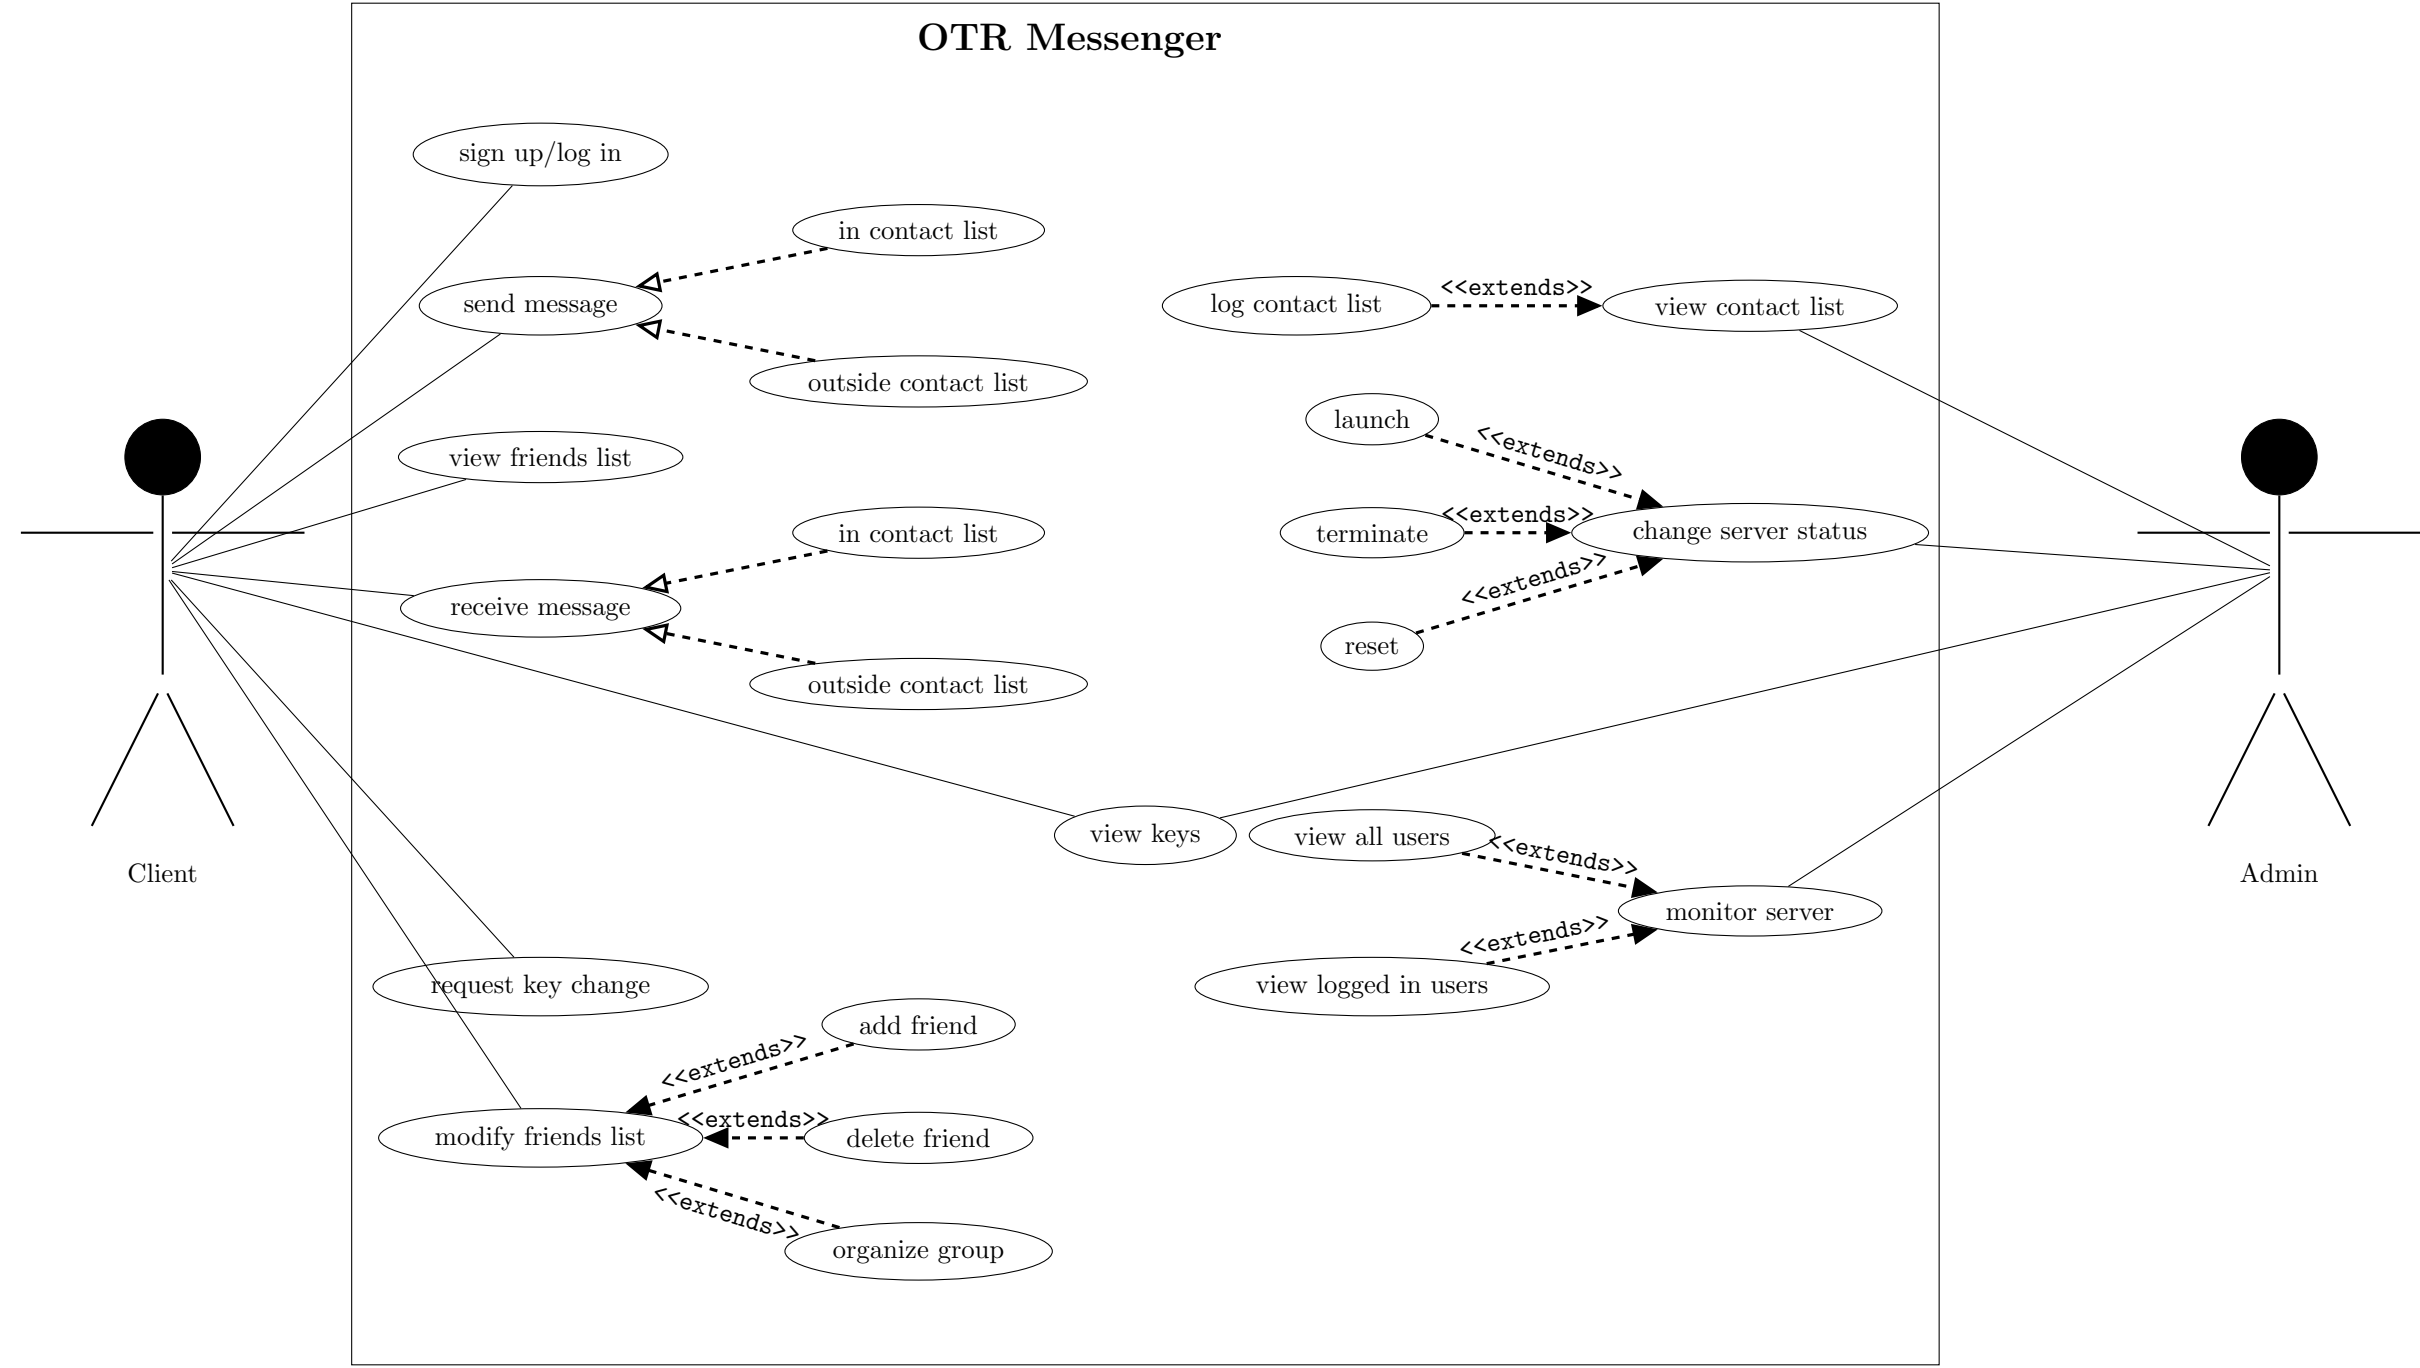 OTR Messenger
sign up/log in
in contact list
send message
outside contact list
log contact list
<<extends>>
view contact list
launch
<<extends>>
view friends list
in contact list
terminate
<<extends>>
change server status
receive message
<<extends>>
reset
outside contact list
view keys
view all users
<<extends>>
Client
Admin
monitor server
<<extends>>
view logged in users
request key change
add friend
<<extends>>
modify friends list
<<extends>>
delete friend
<<extends>>
organize group